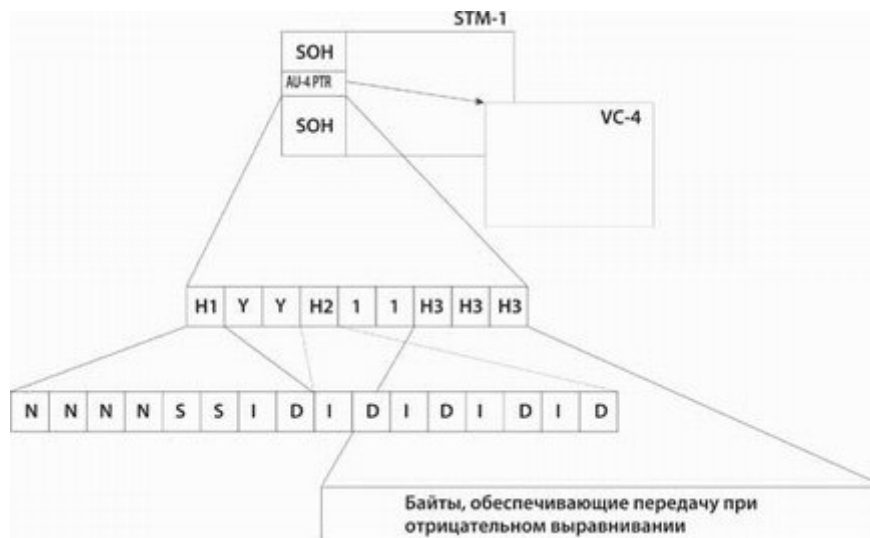 STM-1
SOH
AU-4 PTR
SOH
VC-4
H1 Y Y H2 1 1 H3 H3 H3
N N N N S S I D I D I D I D I D
Байты, обеспечивающие передачу при
отрицательном выравнивании